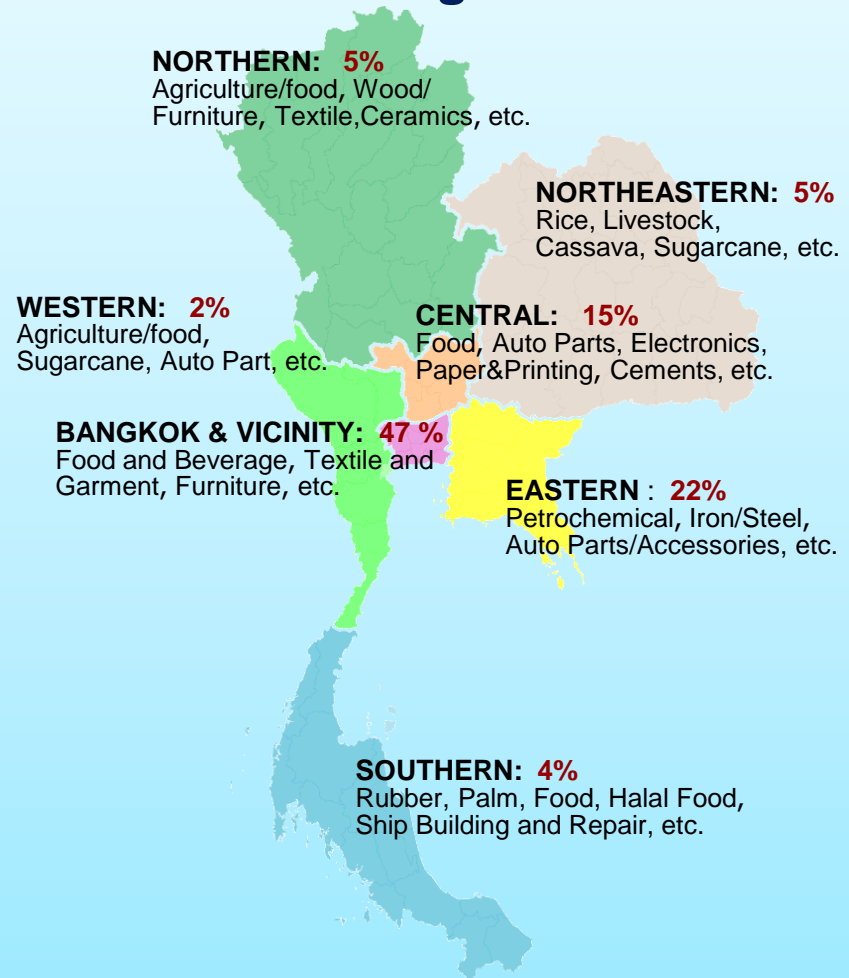 NORTHERN: 5%
Agriculture/food, Wood/
Furniture, Textile,Ceramics, etc.
NORTHEASTERN: 5%
Rice, Livestock,
Cassava, Sugarcane, etc.
WESTERN: 2%
Agriculture/food,
Sugarcane, Auto Part, etc.
CENTRAL: 15%
Food, Auto Parts, Electronics,
Paper&Printing, Cements, etc.
BANGKOK & VICINITY: 47 %
Food and Beverage, Textile and
Garment, Furniture, etc.
EASTERN : 22%
Petrochemical, Iron/Steel,
Auto Parts/Accessories, etc.
SOUTHERN: 4%
Rubber, Palm, Food, Halal Food,
Ship Building and Repair, etc.